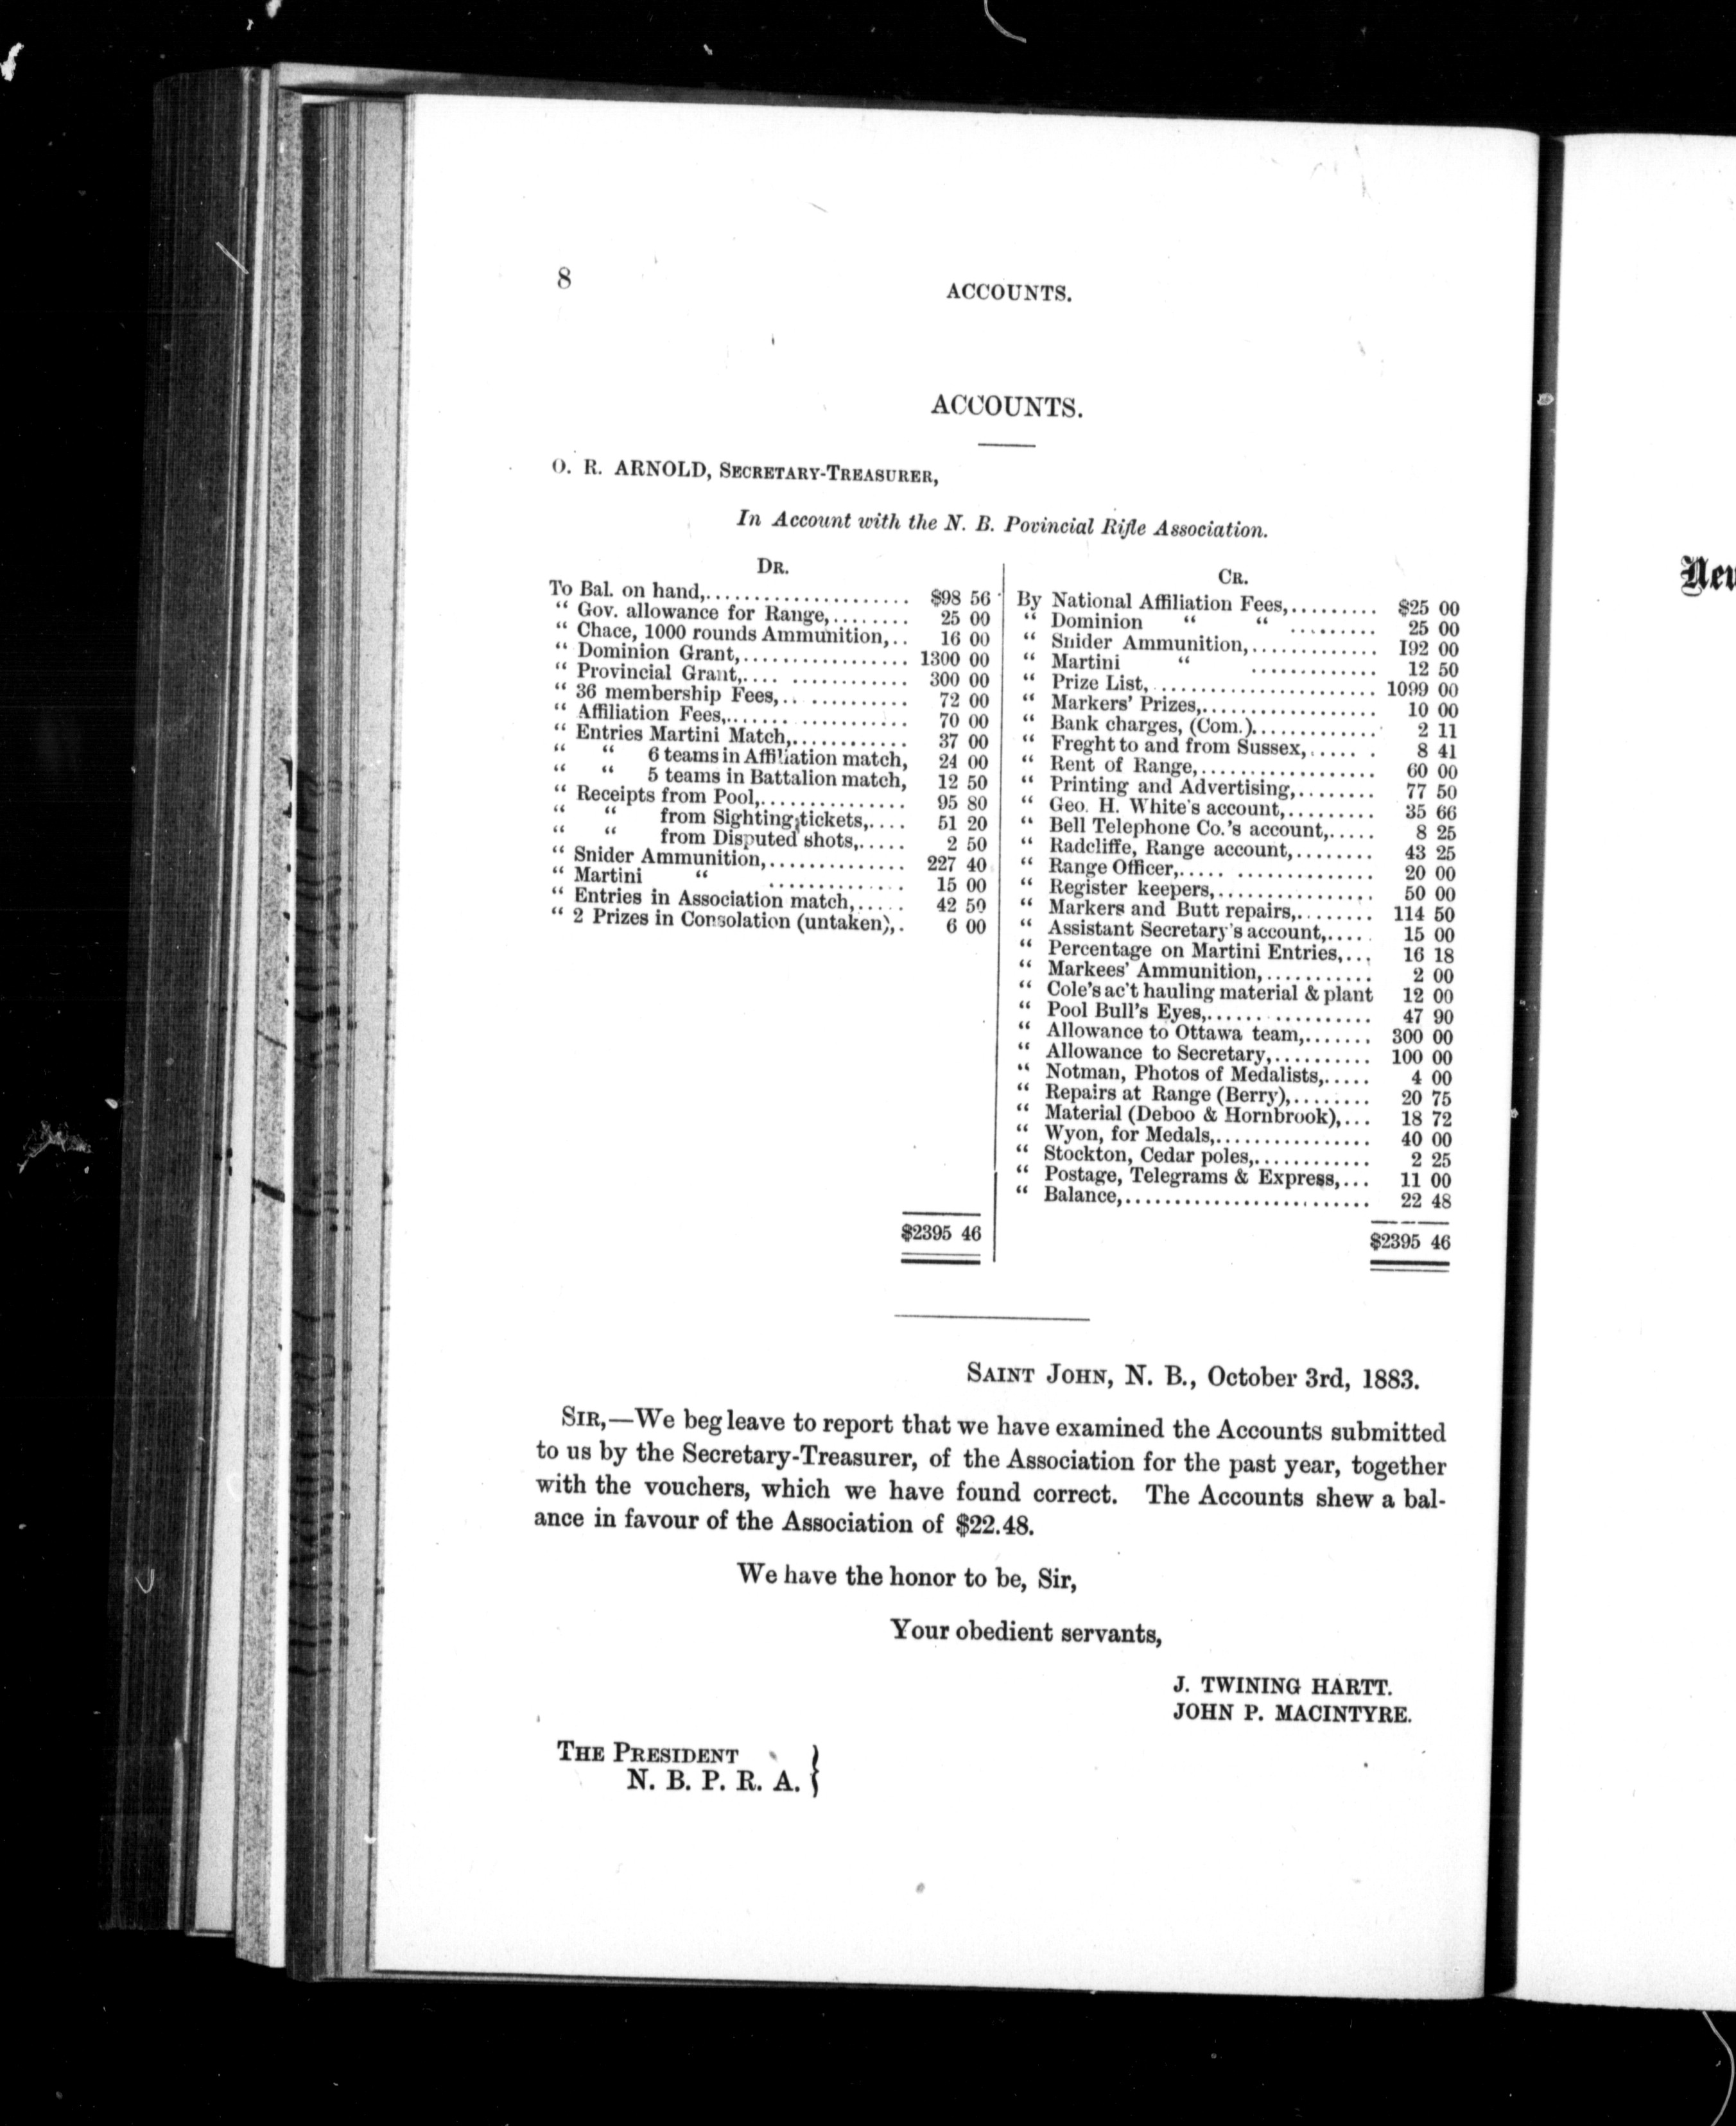 8
ACCOUNTS.
ACCOUNTS.
O. R. ARNOLD, SECRETARY-TREASURER,
In Account with the N. B. Povincial Rifle Association.
DR.
To Bal. on hand,.................... $98 56
“ Gov. allowance for Range,........ 25 00
“ Chace, 1000 rounds Ammunition,.. 16 00
“ Dominion Grant,................. 1300 00
“ Provincial Grant,.... ............ 300 00
“ 36 membership Fees,.. ........... 72 00
“ Affiliation Fees,...... ............ 70 00
“ Entries Martini Match,............ 37 00
“ “ 6 teams in Affiliation match, 24 00
“ “ 5 teams in Battalion match, 12 50
“ Receipts from Pool,............... 95 80
“ “ from Sighting tickets,.... 51 20
“ “ from Disputed shots,..... 2 50
“ Snider Ammunition,.............. 227 40
“ Martini “ .............. 15 00
“ Entries in Association match,..... 42 50
“ 2 Prizes in Consolation (untaken),. 6 00
$2395 46
CR.
By National Affiliation Fees,......... $25 00
“ Dominion “ “ ......... 25 00
“ Snider Ammunition,............. 192 00
“ Martini “ ............. 12 50
“ Prize List, ...................... 1099 00
“ Markers' Prizes,.................. 10 00
“ Bank charges, (Com.)............. 2 11
“ Freght to and from Sussex,...... . 8 41
“ Rent of Range,.................. 60 00
“ Printing and Advertising,........ 77 50
“ Geo. H. White's account,......... 35 66
“ Bell Telephone Co.'s account,..... 8 25
“ Radcliffe, Range account,........ 43 25
“ Range Officer,..... .............. 20 00
“ Register keepers,................ 50 00
“ Markers and Butt repairs,........ 114 50
“ Assistant Secretary's account,..... 15 00
“ Percentage on Martini Entries,... 16 18
“ Markees' Ammunition,........... 2 00
“ Cole's ac't hauling material & plant 12 00
“ Pool Bull's Eyes,...... .......... 47 90
“ Allowance to Ottawa team,....... 300 00
“ Allowance to Secretary,.......... 100 00
“ Notman, Photos of Medalists,..... 4 00
“ Repairs at Range (Berry),........ 20 75
“ Material (Deboo & Hornbrook),... 18 72
“ Wyon, for Medals,............... 40 00
“ Stockton, Cedar poles,............ 2 25
“ Postage, Telegrams & Express,... 11 00
“ Balance,........................ 22 48
$2395 46
SAINT JOHN, N. B., October 3rd, 1883.
SIR,—We beg leave to report that we have examined the Accounts submitted
to us by the Secretary-Treasurer, of the Association for the past year, together
with the vouchers, which we have found correct. The Accounts shew a bal-
ance in favour of the Association of $22.48.
We have the honor to be, Sir,
Your obedient servants,
J. TWINING HARTT.
JOHN P. MACINTYRE.
THE PRESIDENT
N. B. P. R. A. }